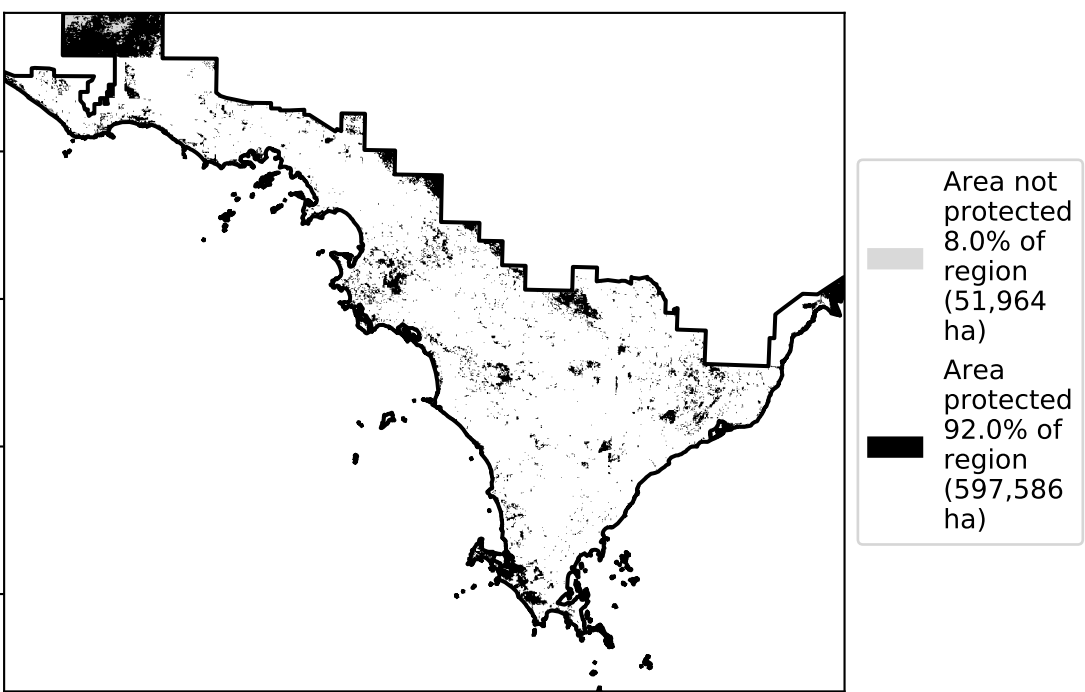 Area not
protected
8.0% of
region
(51,964
ha)
Area
protected
92.0% of
region
(597,586
ha)